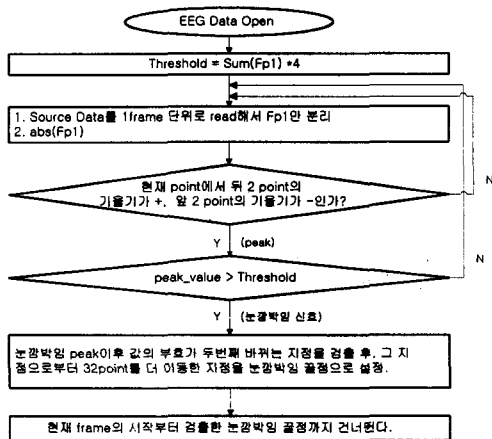 EEG Data Open
Threshold = Sum(Fp1) *4
1. Source Data를 1frame 단위로 read해서 Fp1만 분리
2. abs(Fp1)
현재 point에서 뒤 2 point의
기울기가 +, 앞 2 point의 기울기가 -인가?
N
Y (peak)
peak_value > Threshold
N
Y (눈깜박임 신호)
눈깜박임 peak이후 값의 부호가 두번째 바뀌는 지점을 검출 후, 그 지
점으로부터 32point를 더 이동한 지점을 눈깜박임 끝점으로 설정.
현재 frame의 시작부터 검출한 눈깜박임 끝점까지 건너뛴다.